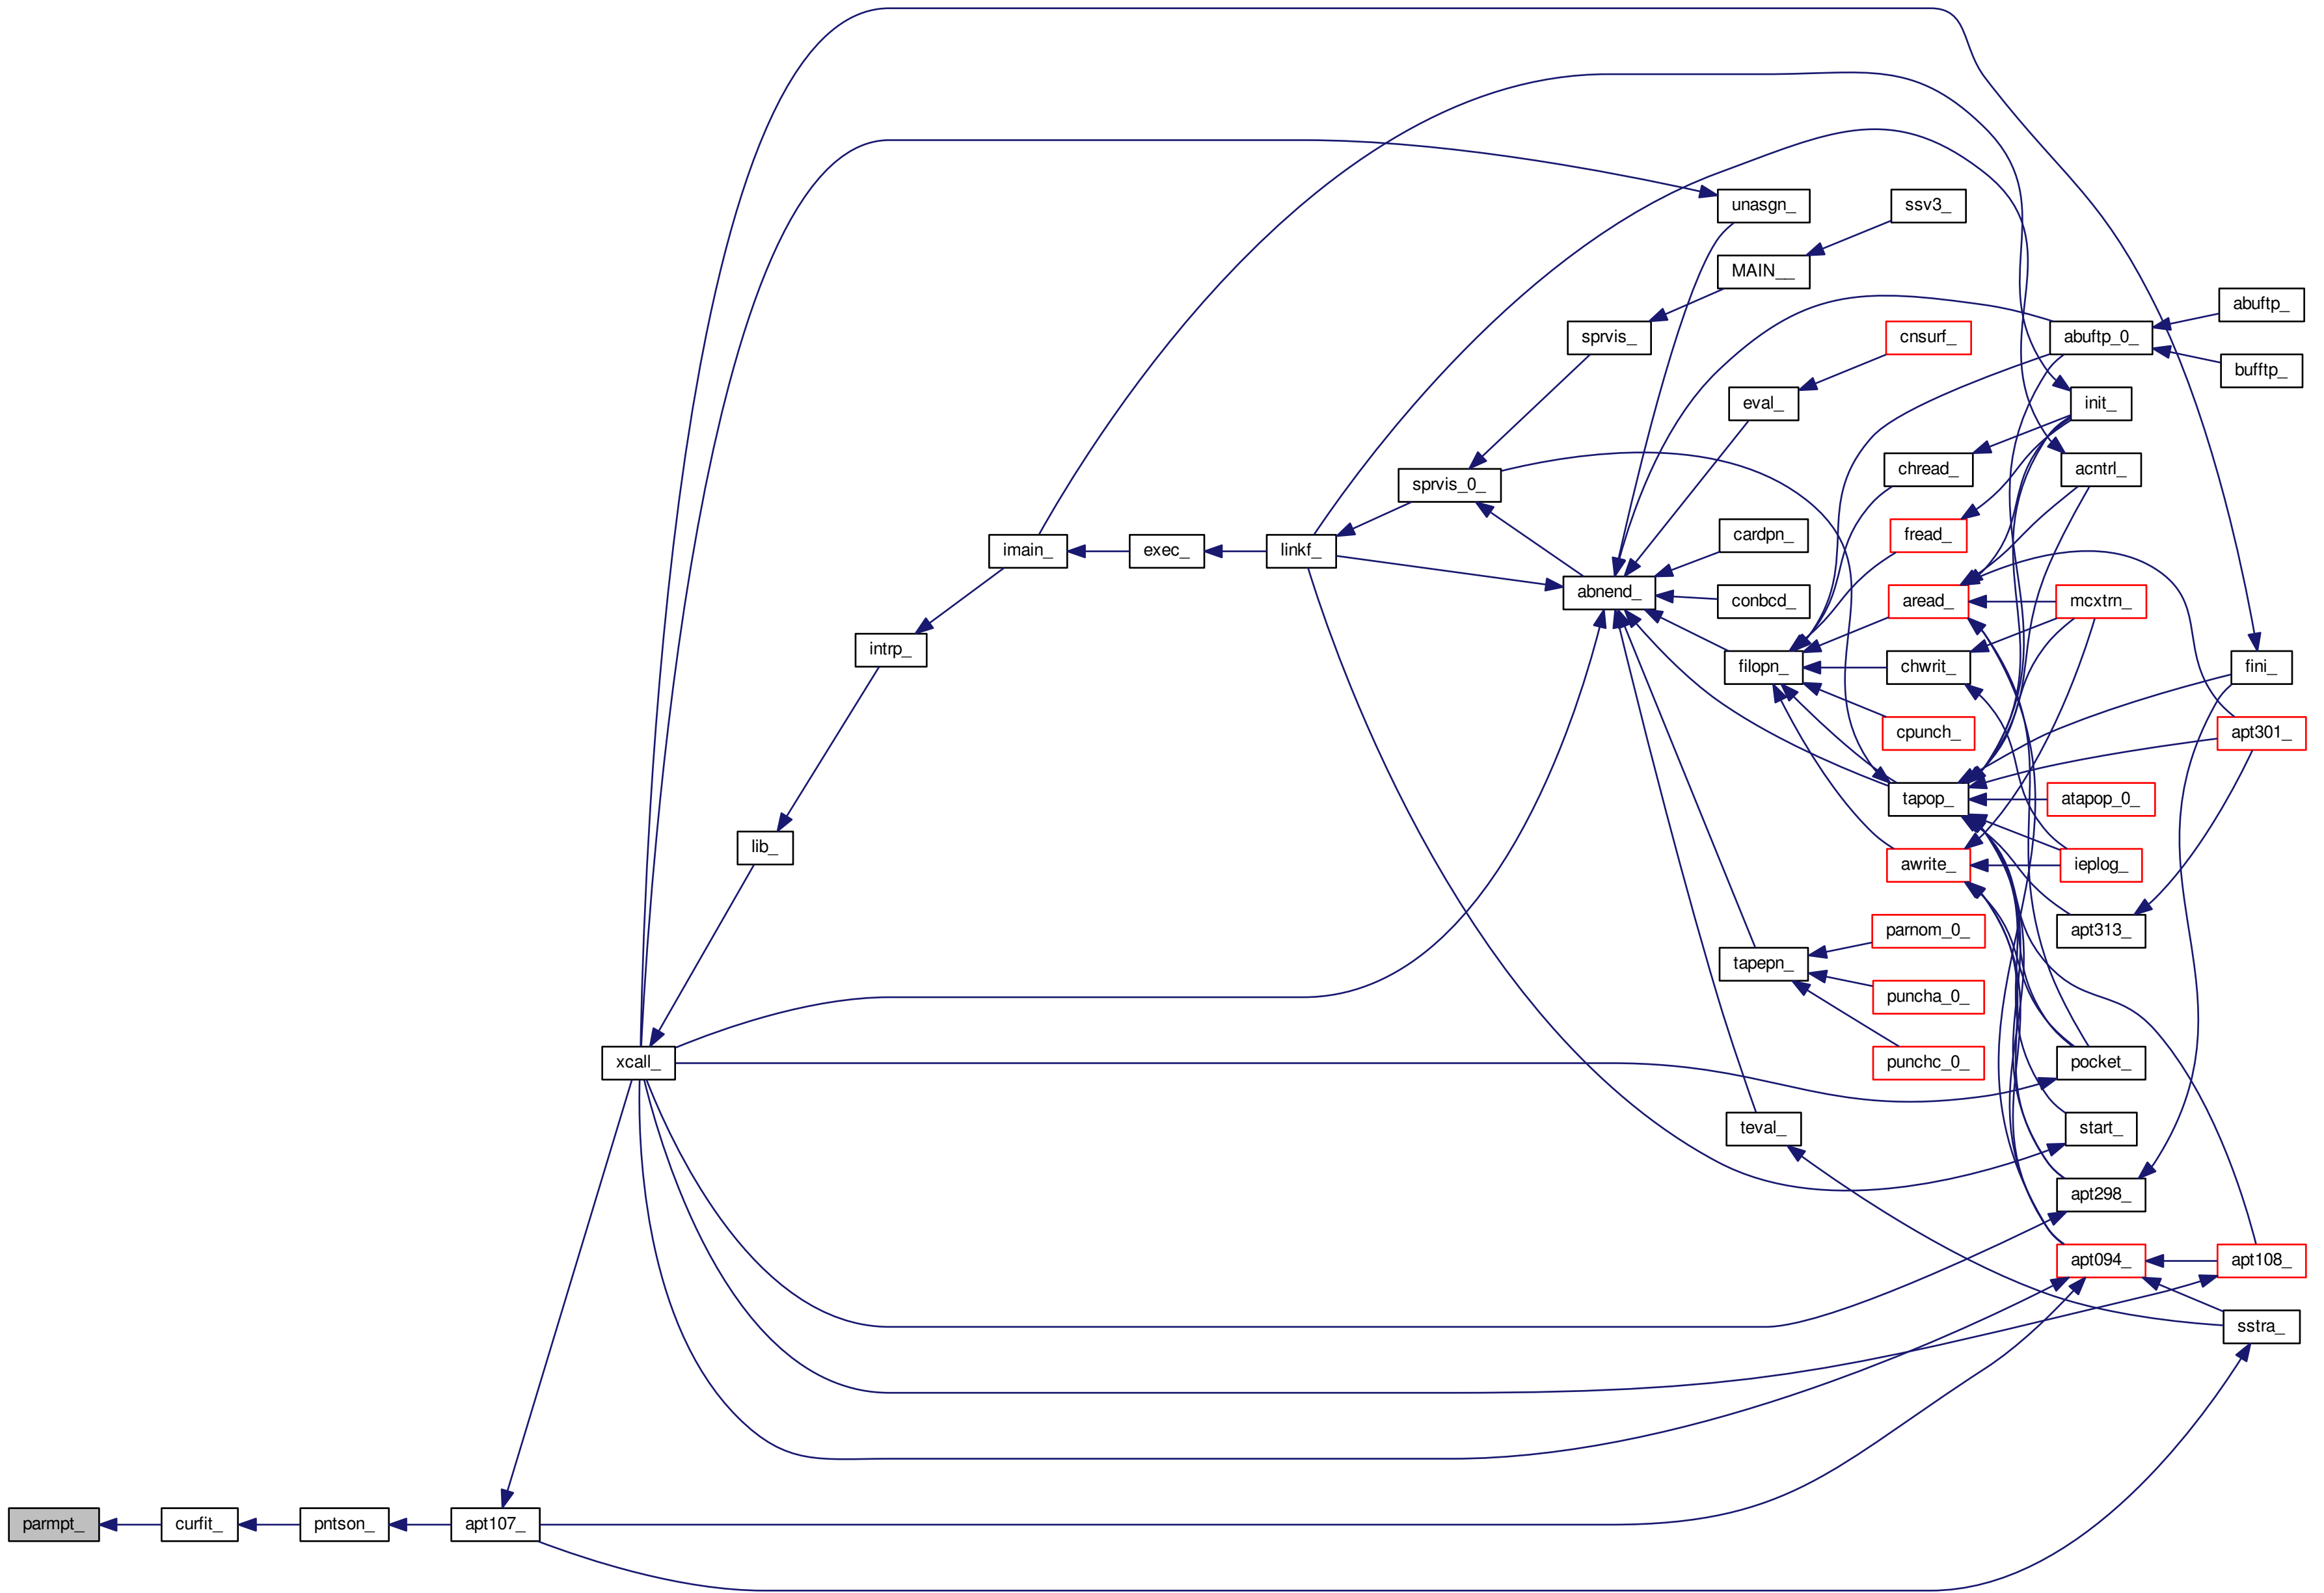 unasgn_
ssv3_
MAIN__
abuftp_
sprvis_
cnsurf_
abuftp_0_
bufftp_
eval_
init_
chread_
acntrl_
sprvis_0_
cardpn_
fread_
imain_
exec_
linkf_
abnend_
conbcd_
aread_
mcxtrn_
intrp_
filopn_
chwrit_
fini_
cpunch_
apt301_
tapop_
atapop_0_
lib_
awrite_
ieplog_
parnom_0_
apt313_
tapepn_
puncha_0_
xcall_
punchc_0_
pocket_
teval_
start_
apt298_
apt094_
apt108_
sstra_
parmpt_
curfit_
pntson_
apt107_